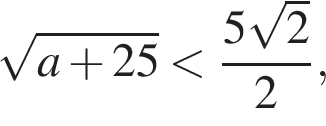 √(a + 25) < 5√2/2,